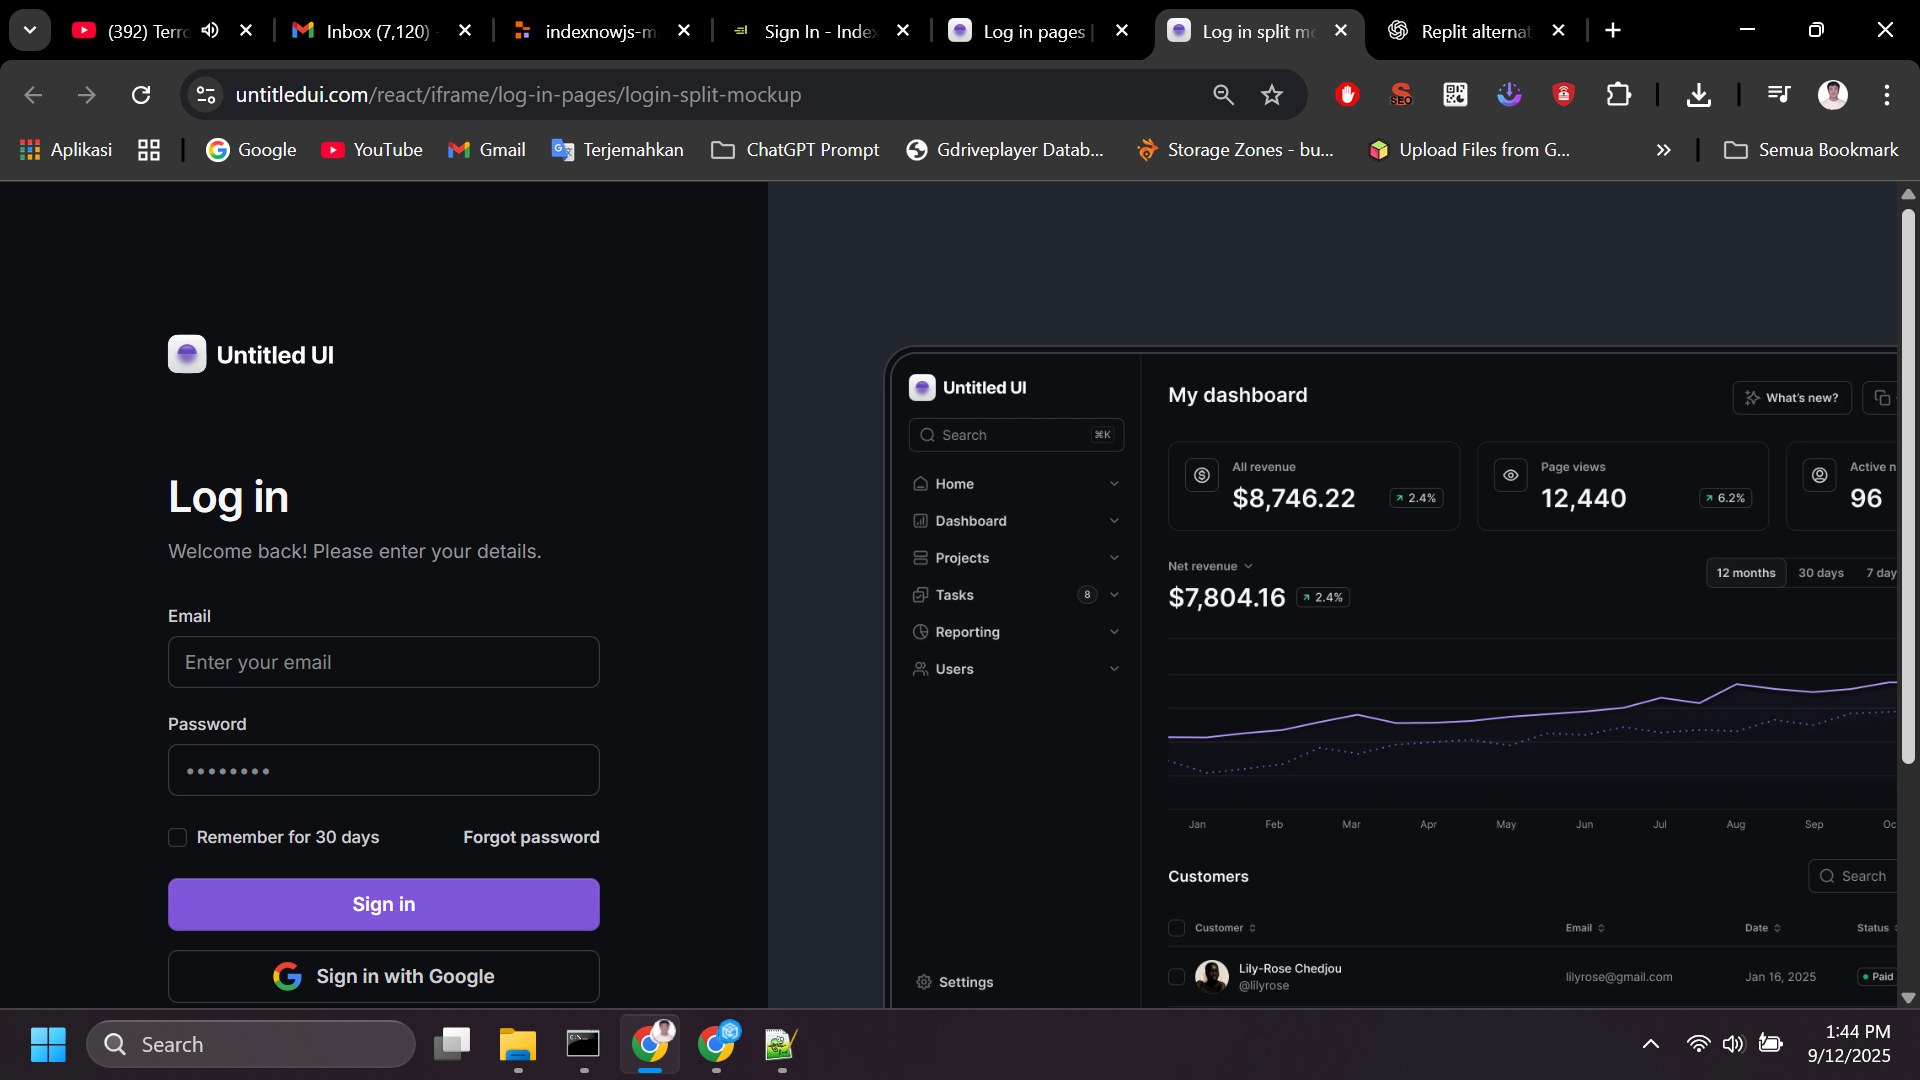 (392) Terro
Inbox (7,120) -
indexnowjs-m
Sign In - Index
Log in pages |
Log in split mo
Replit alternat
untitledui.com/react/iframe/log-in-pages/login-split-mockup
SEO
Aplikasi
Google
YouTube
Gmail
Terjemahkan
ChatGPT Prompt
Gdriveplayer Datab...
Storage Zones - bu...
Upload Files from G...
Semua Bookmark
Untitled UI
Log in
Welcome back! Please enter your details.
Email
Enter your email
Password
••••••••
Remember for 30 days
Forgot password
Sign in
Sign in with Google
Untitled UI
Search
⌘K
Home
Dashboard
Projects
Tasks
8
Reporting
Users
Settings
My dashboard
What's new?
All revenue
$8,746.22
2.4%
Page views
12,440
6.2%
Active n
96
Net revenue
$7,804.16
2.4%
12 months
30 days
7 day
Jan
Feb
Mar
Apr
May
Jun
Jul
Aug
Sep
Oc
Customers
Search
Customer
Email
Date
Status
Lily-Rose Chedjou
@lilyrose
lilyrose@gmail.com
Jan 16, 2025
Paid
Search
1:44 PM
9/12/2025